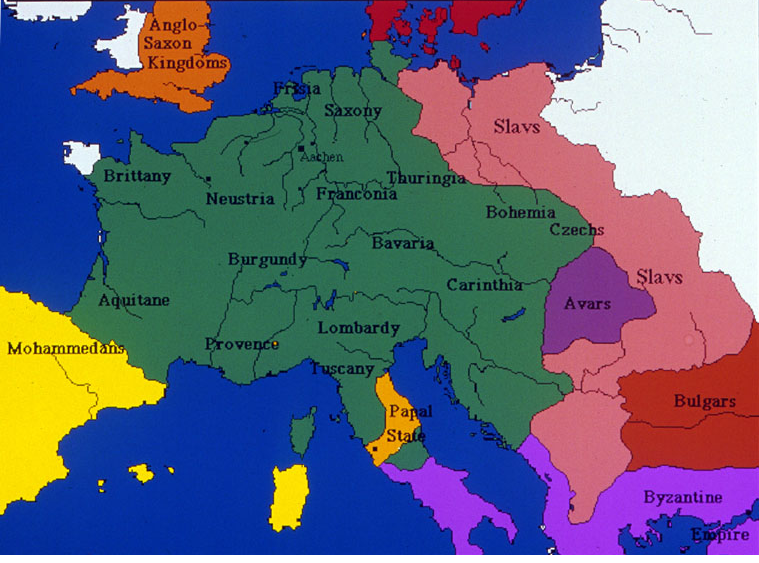 Anglo-
Saxon
Kingdoms
Frisia
Saxony
Slavs
Aachen
Brittany
Thuringia
Neustria
Franconia
Bohemia
Czechs
Bavaria
Burgundy
Slavs
Carinthia
Aquitane
Avars
Lombardy
Mohammedans
Provence
Tuscany
Bulgars
Papal
State
Byzantine
Empire